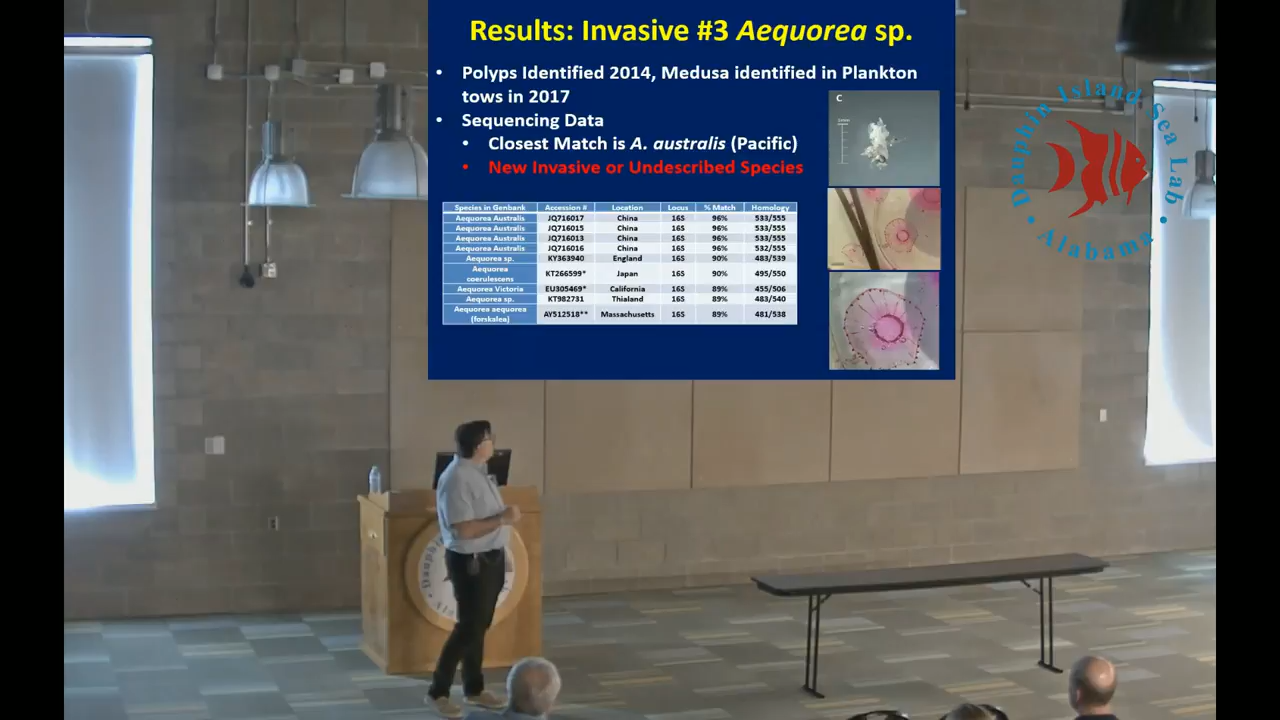 Results: Invasive #3 Aequorea sp.
• Polyps Identified 2014, Medusa identified in Plankton
tows in 2017
• Sequencing Data
• Closest Match is A. australis (Pacific)
• New Invasive or Undescribed Species
C
Species in Genbank Accession # Location Locus % Match Homology
Aequorea Australis JQ716017 China 16S 96% 533/555
Aequorea Australis JQ716015 China 16S 96% 533/555
Aequorea Australis JQ716013 China 16S 96% 533/555
Aequorea Australis JQ716016 China 16S 96% 532/555
Aequorea sp. KY363940 England 16S 90% 483/539
Aequorea
coerulescens KT266599* Japan 16S 90% 495/550
Aequorea Victoria EU305469* California 16S 89% 455/506
Aequorea sp. KT982731 Thialand 16S 89% 483/540
Aequorea aequorea
(forskalea) AY512518** Massachusetts 16S 89% 481/538
Dauphin Island Sea Lab
• Alabama •